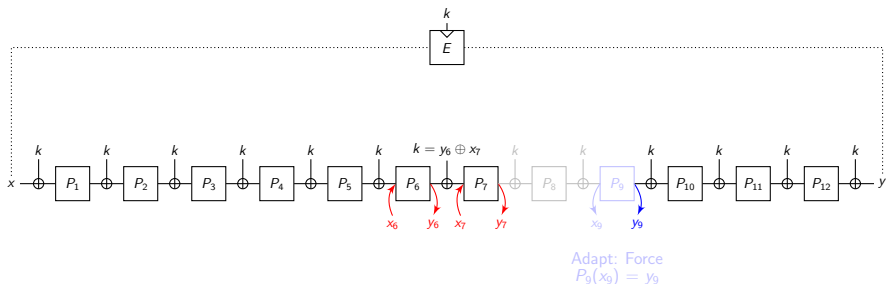 k
E
k k k k k k k = y₆ ⊕ x₇ k k k k k k
x P₁ P₂ P₃ P₄ P₅ P₆ P₇ P₈ P₉ P₁₀ P₁₁ P₁₂ y
x₆ y₆ x₇ y₇ x₉ y₉
Adapt: Force
P₉(x₉) = y₉